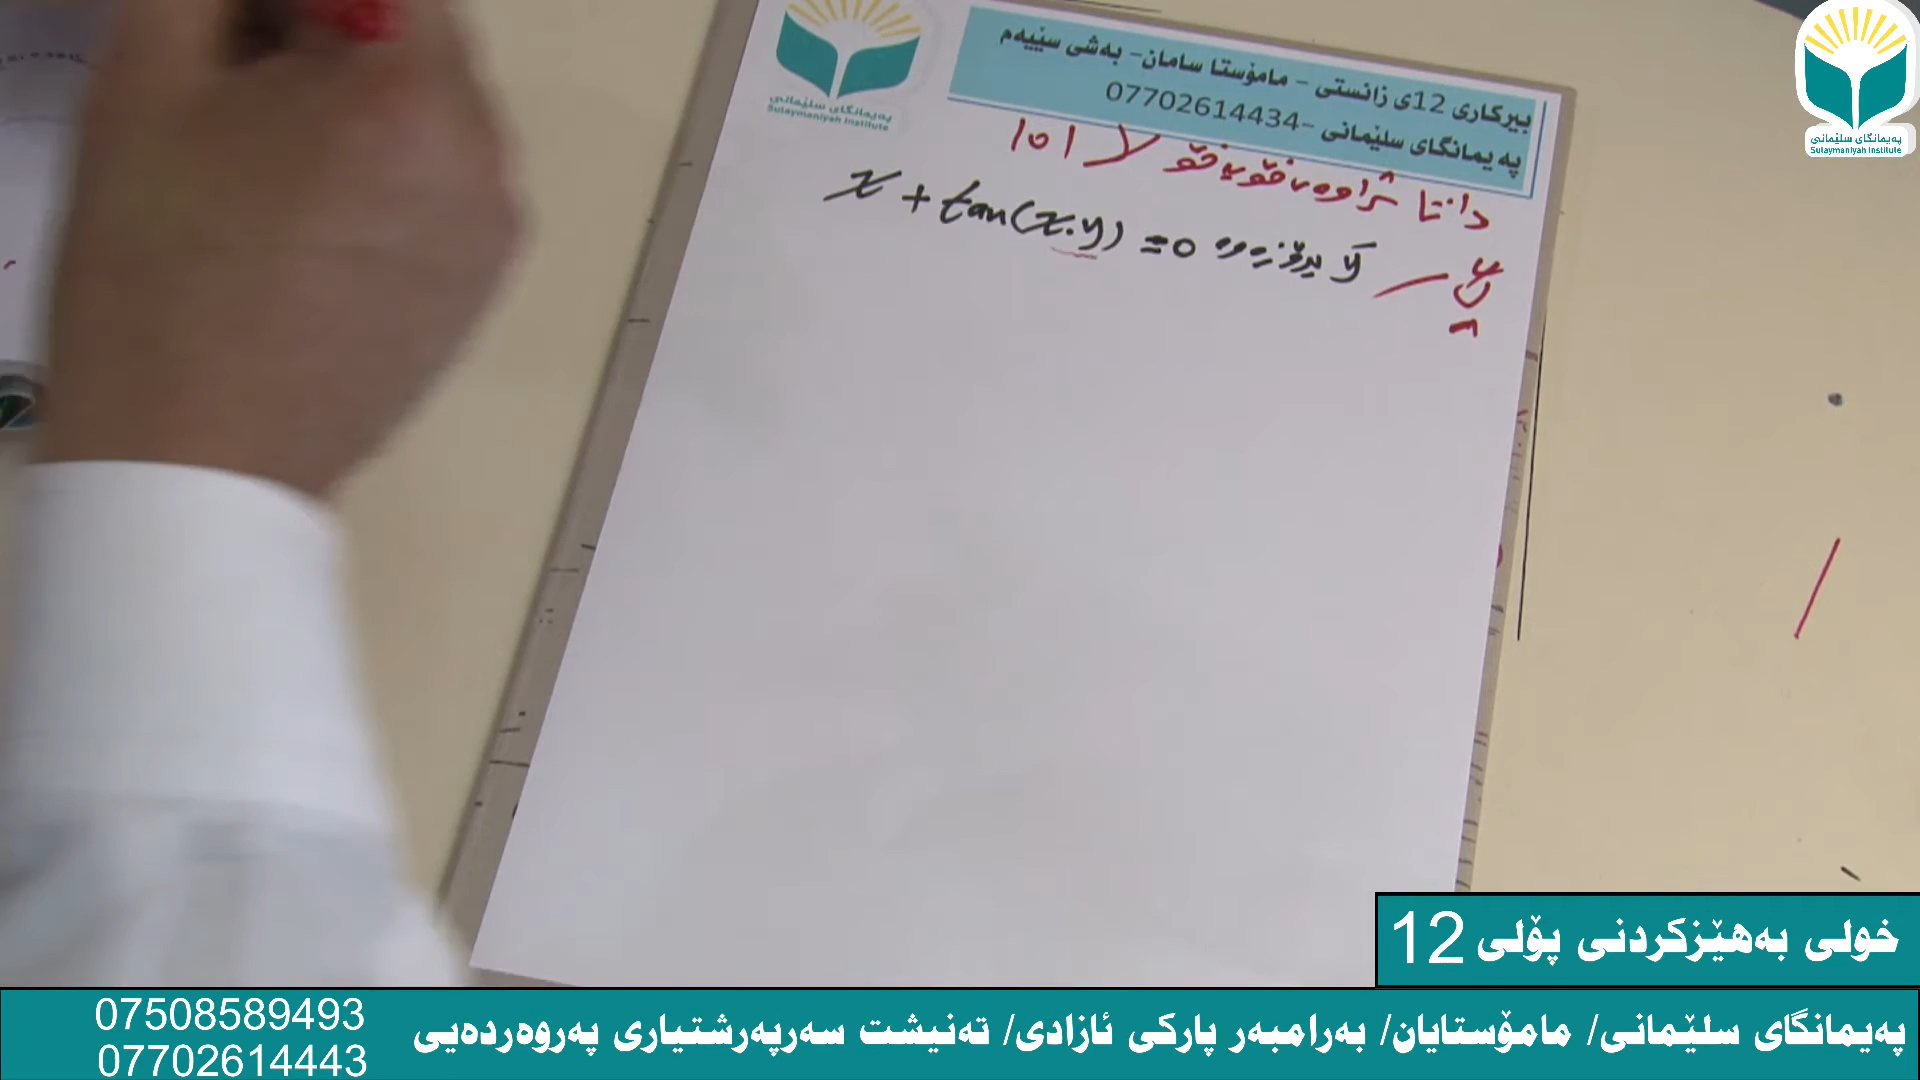 بیرکاری 12ی زانستی - مامۆستا سامان- بەشی سێیەم
پەیمانگای سلێمانی -07702614434
پەیمانگای سلێمانی
Sulaymaniyah Institute
١٥١
x + tan(x.y) = 0
پەیمانگای سلێمانی
Sulaymaniyah Institute
خولی بەهێزکردنی پۆلی 12
پەیمانگای سلێمانی/ مامۆستایان/ بەرامبەر پارکی ئازادی/ تەنیشت سەرپەرشتیاری پەروەردەیی
07508589493
07702614443